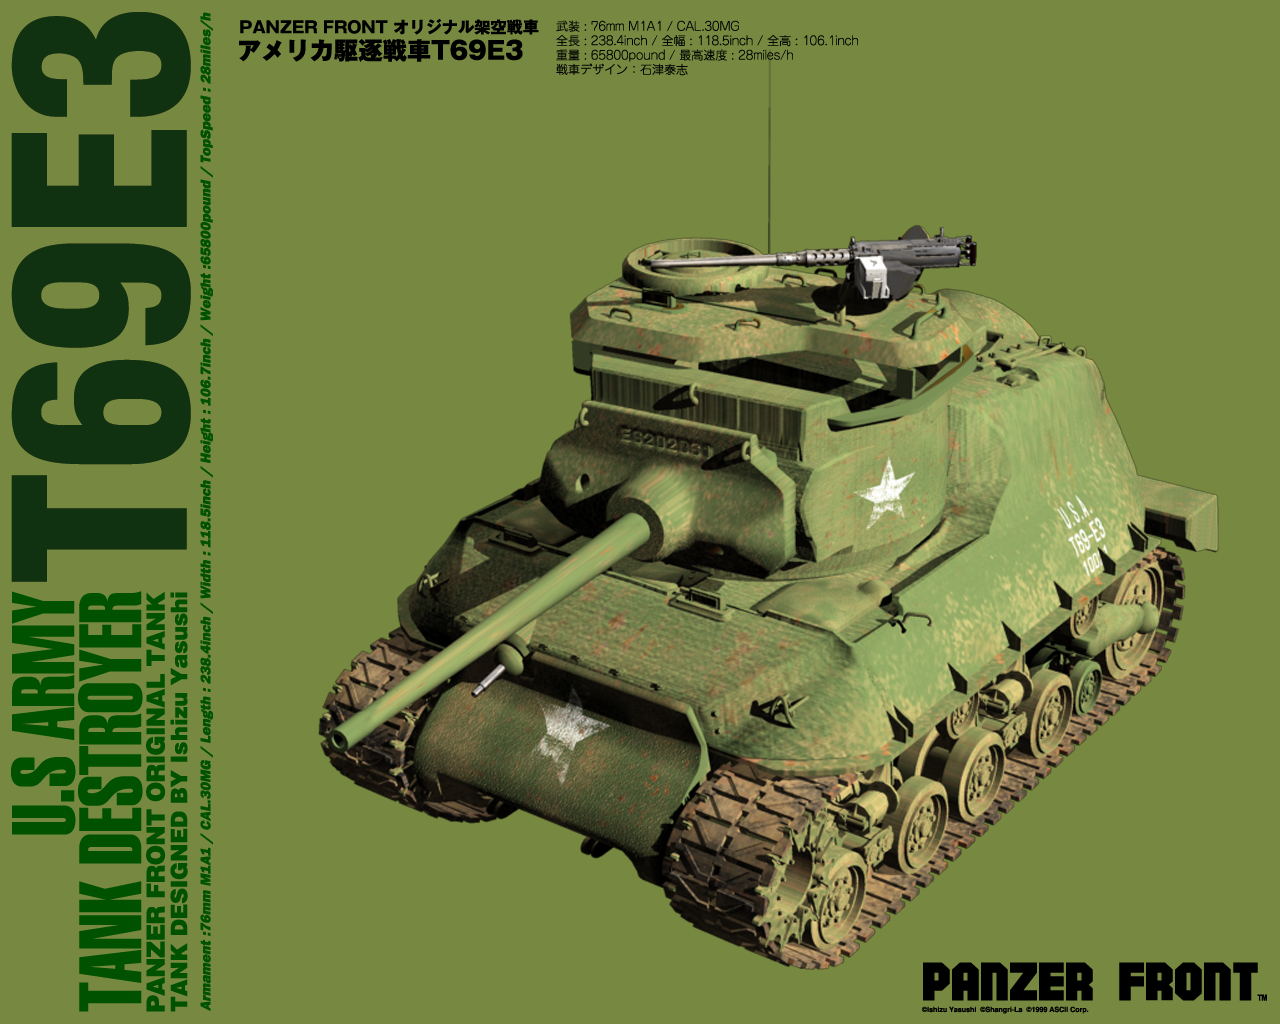 PANZER FRONT オリジナル架空戦車
アメリカ駆逐戦車T69E3
武装 : 76mm M1A1 / CAL.30MG
全長 : 238.4inch / 全幅 : 118.5inch / 全高 : 106.1inch
重量 : 65800pound / 最高速度 : 28miles/h
戦車デザイン : 石津泰志
T69E3
U.S ARMY
TANK DESTROYER
PANZER FRONT ORIGINAL TANK
TANK DESIGNED BY Ishizu Yasushi
Armament :76mm M1A1 / CAL.30MG / Length : 238.4inch / Width : 118.5inch / Height : 106.7inch / Weight :65800pound / TopSpeed : 28miles/h
U.S.A.
T69-E3
PANZER FRONT™
©Ishizu Yasushi ©Shangri-La ©1999 ASCII Corp.